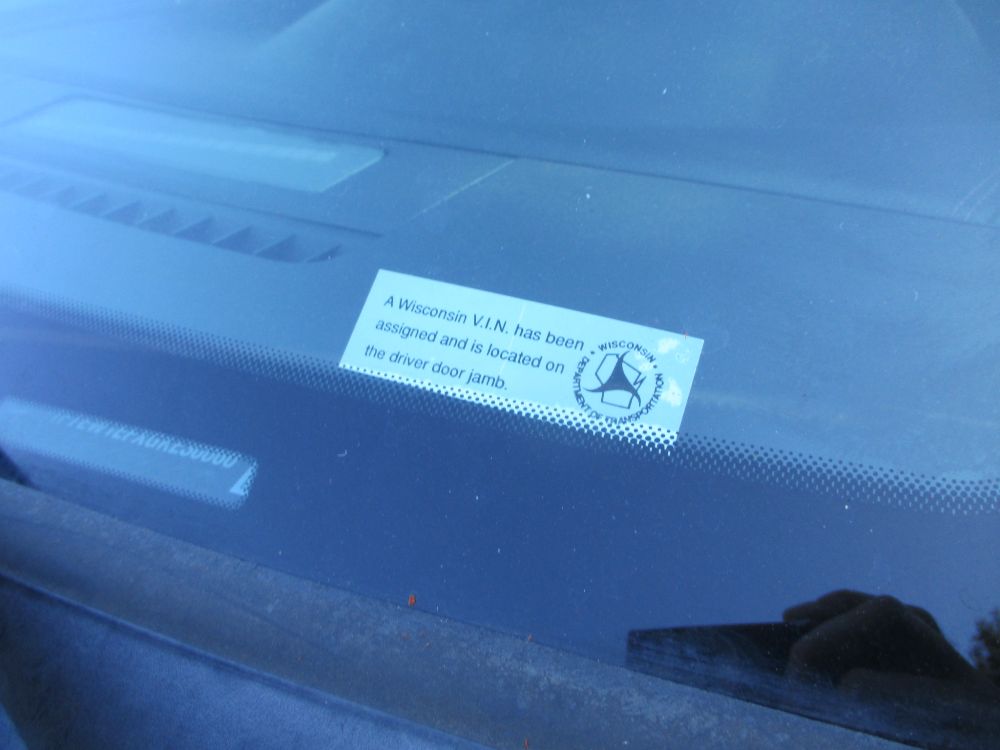 A Wisconsin V.I.N. has been
assigned and is located on
the driver door jamb.
WISCONSIN
DEPARTMENT OF TRANSPORTATION